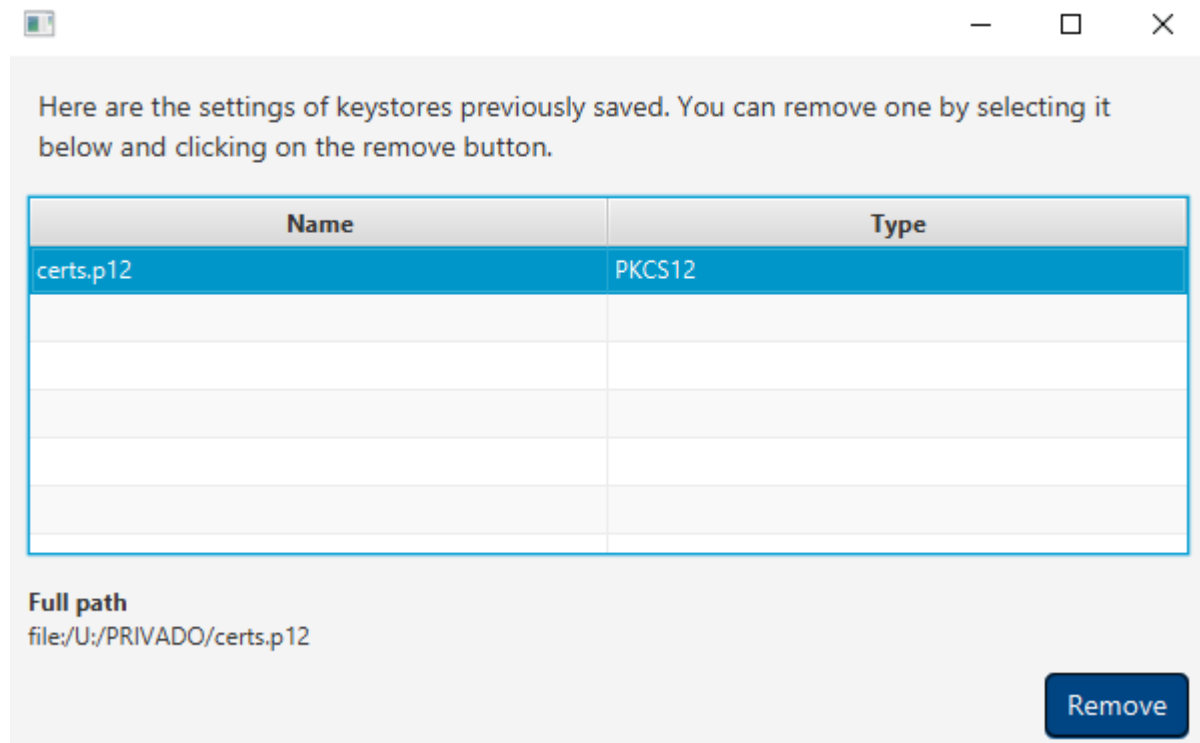 Here are the settings of keystores previously saved. You can remove one by selecting it
below and clicking on the remove button.
Name Type
certs.p12 PKCS12
Full path
file:/U:/PRIVADO/certs.p12
Remove